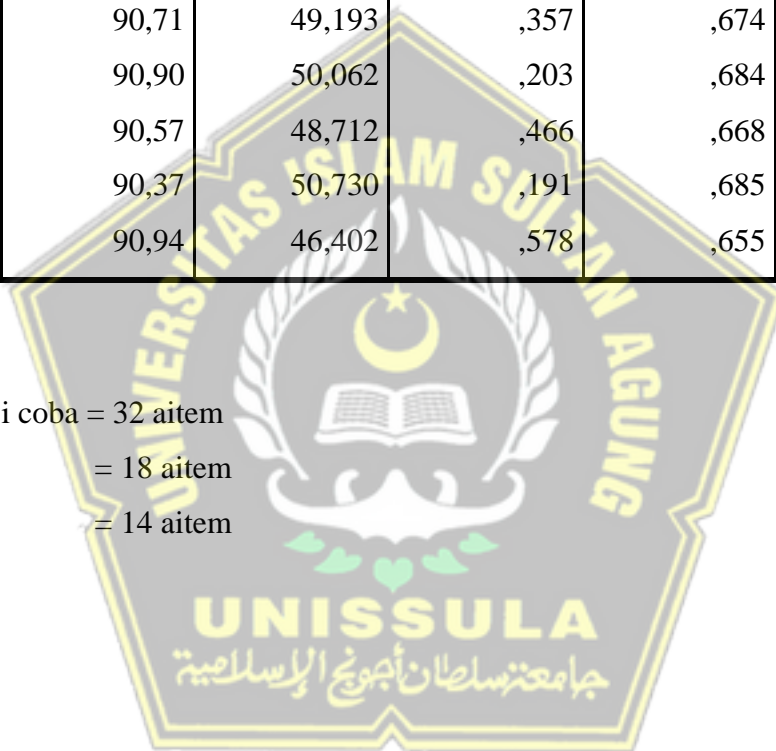 90,71 49,193 ,357 ,674
90,90 50,062 ,203 ,684
90,57 48,712 ,466 ,668
90,37 50,730 ,191 ,685
90,94 46,402 ,578 ,655
UNIVERSITAS ISLAM SULTAN AGUNG
i coba = 32 aitem
= 18 aitem
= 14 aitem
UNISSULA
جامعتنسلطان أجونج الإسلامية